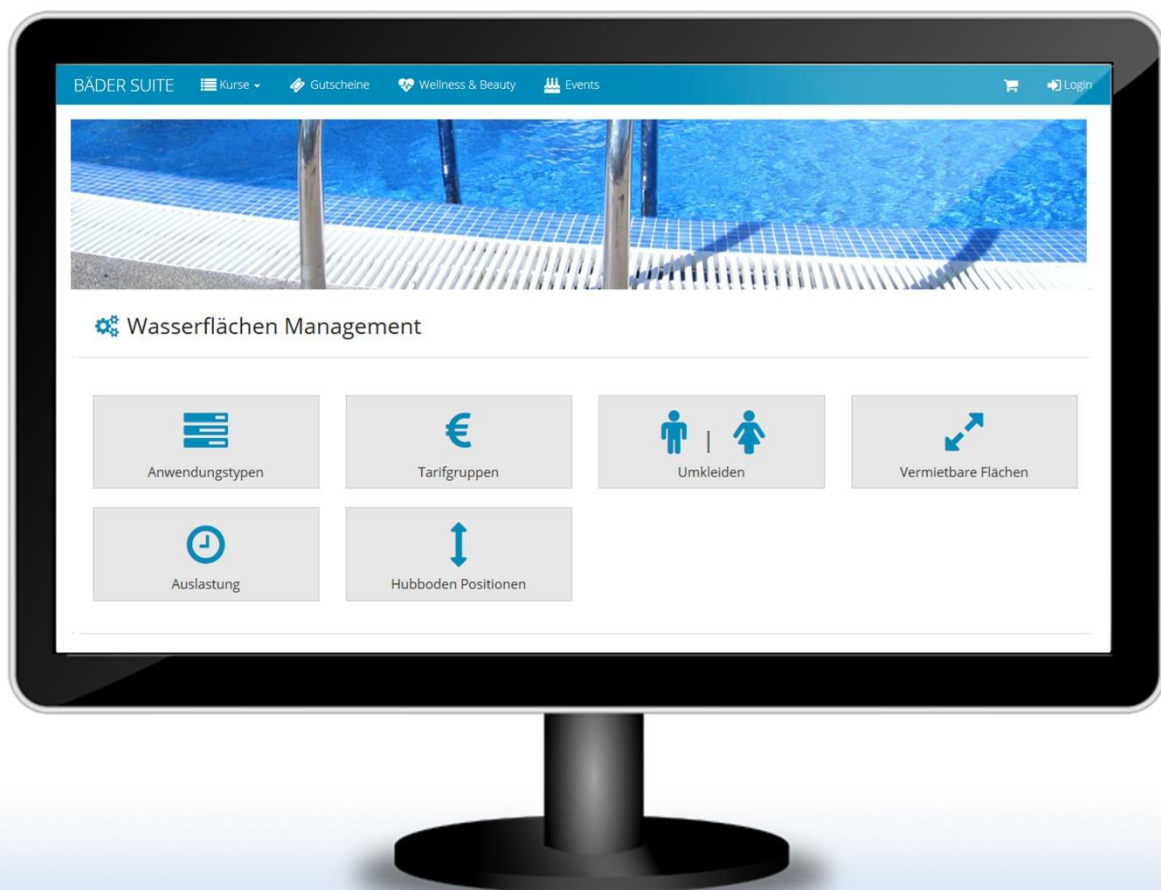 BÄDER SUITE Kurse Gutscheine Wellness & Beauty Events Login
Wasserflächen Management
Anwendungstypen Tarifgruppen Umkleiden Vermietbare Flächen
Auslastung Hubboden Positionen